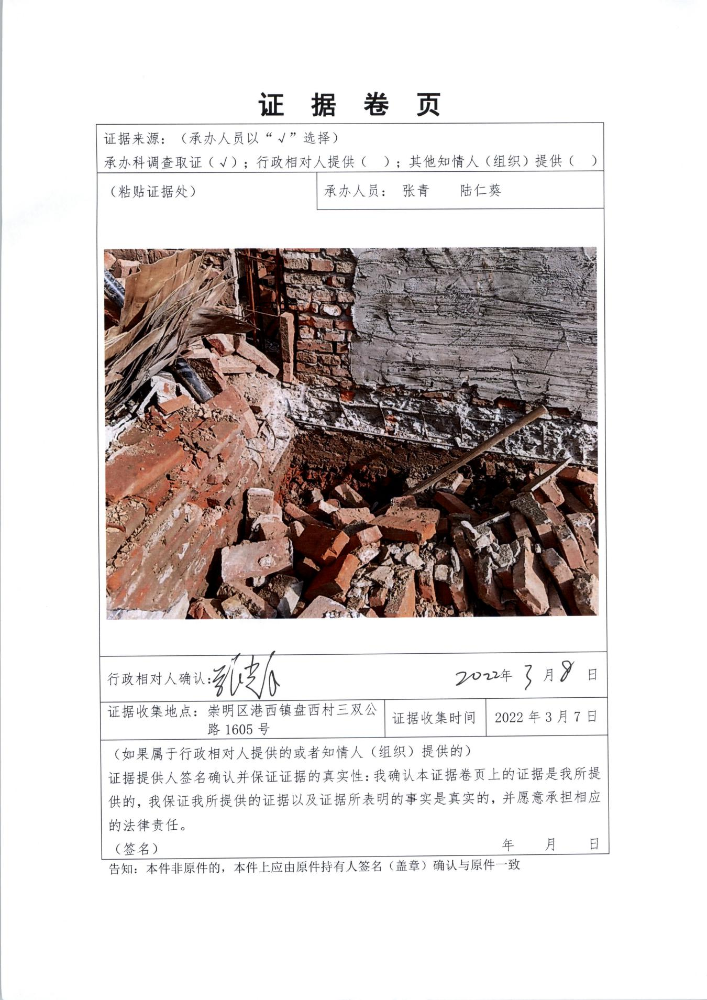 证据卷页
证据来源：（承办人员以“√”选择）
承办科调查取证（√）；行政相对人提供（ ）；其他知情人（组织）提供（ ）
（粘贴证据处）
承办人员： 张青 陆仁葵
行政相对人确认：
2022年 3 月 8 日
证据收集地点：崇明区港西镇盘西村三双公
路 1605 号
证据收集时间
2022 年 3 月 7 日
（如果属于行政相对人提供的或者知情人（组织）提供的）
证据提供人签名确认并保证证据的真实性：我确认本证据卷页上的证据是我所提
供的，我保证我所提供的证据以及证据所表明的事实是真实的，并愿意承担相应
的法律责任。
（签名） 年 月 日
告知：本件非原件的，本件上应由原件持有人签名（盖章）确认与原件一致